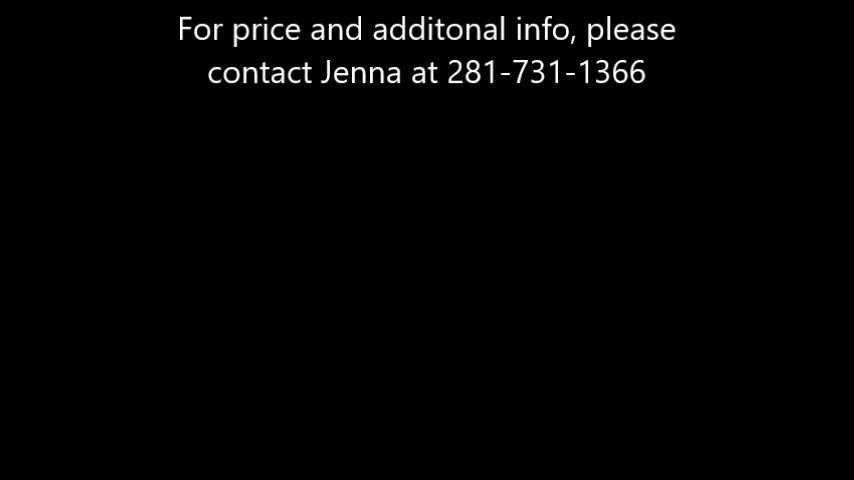 For price and additonal info, please
contact Jenna at 281-731-1366